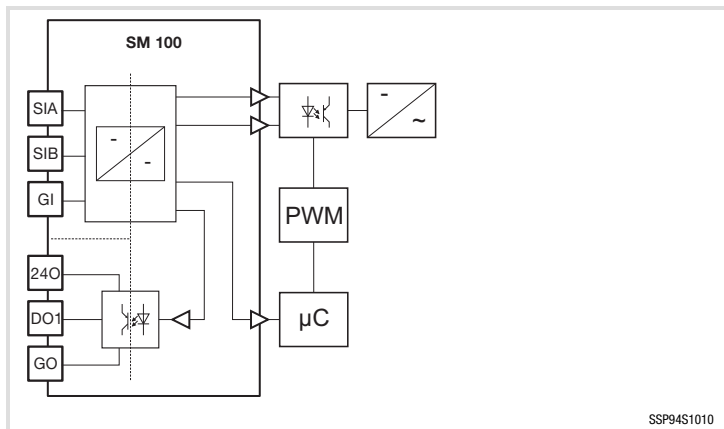 SM 100
SIA
SIB
GI
24O
DO1
GO
-
-
-
~
PWM
µC
SSP94S1010